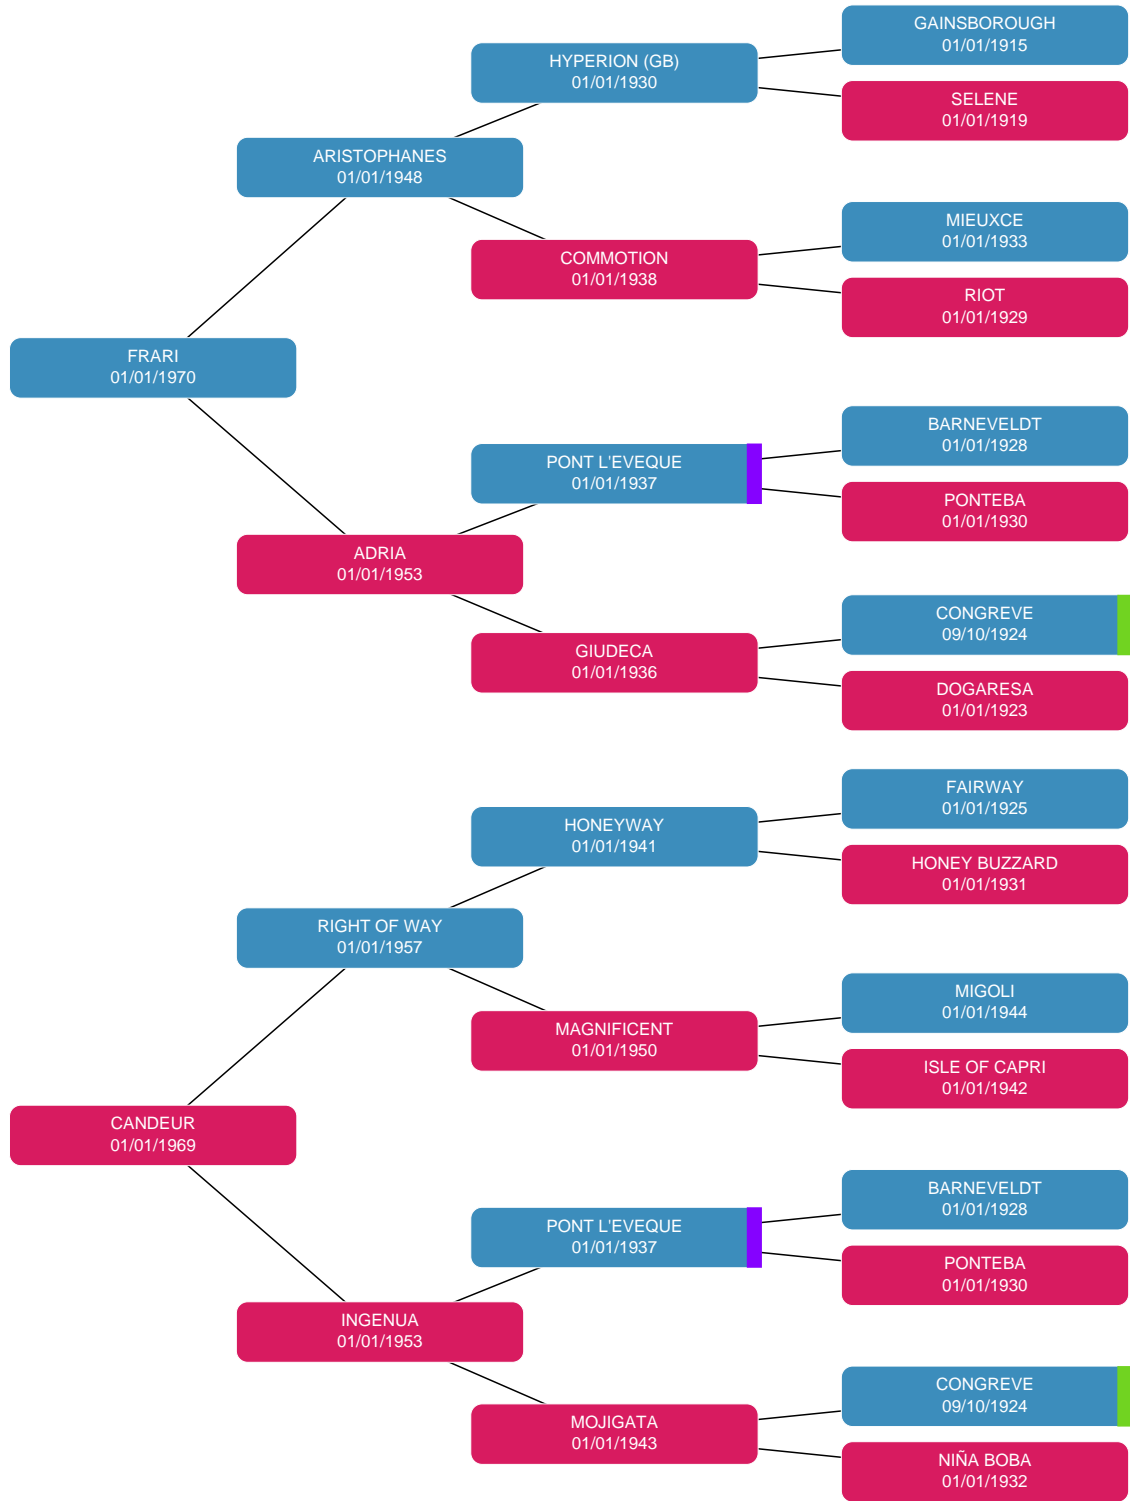 GAINSBOROUGH
01/01/1915
HYPERION (GB)
01/01/1930
SELENE
01/01/1919
ARISTOPHANES
01/01/1948
MIEUXCE
01/01/1933
COMMOTION
01/01/1938
RIOT
01/01/1929
FRARI
01/01/1970
BARNEVELDT
01/01/1928
PONT L'EVEQUE
01/01/1937
PONTEBA
01/01/1930
ADRIA
01/01/1953
CONGREVE
09/10/1924
GIUDECA
01/01/1936
DOGARESA
01/01/1923
FAIRWAY
01/01/1925
HONEYWAY
01/01/1941
HONEY BUZZARD
01/01/1931
RIGHT OF WAY
01/01/1957
MIGOLI
01/01/1944
MAGNIFICENT
01/01/1950
ISLE OF CAPRI
01/01/1942
CANDEUR
01/01/1969
BARNEVELDT
01/01/1928
PONT L'EVEQUE
01/01/1937
PONTEBA
01/01/1930
INGENUA
01/01/1953
CONGREVE
09/10/1924
MOJIGATA
01/01/1943
NIÑA BOBA
01/01/1932